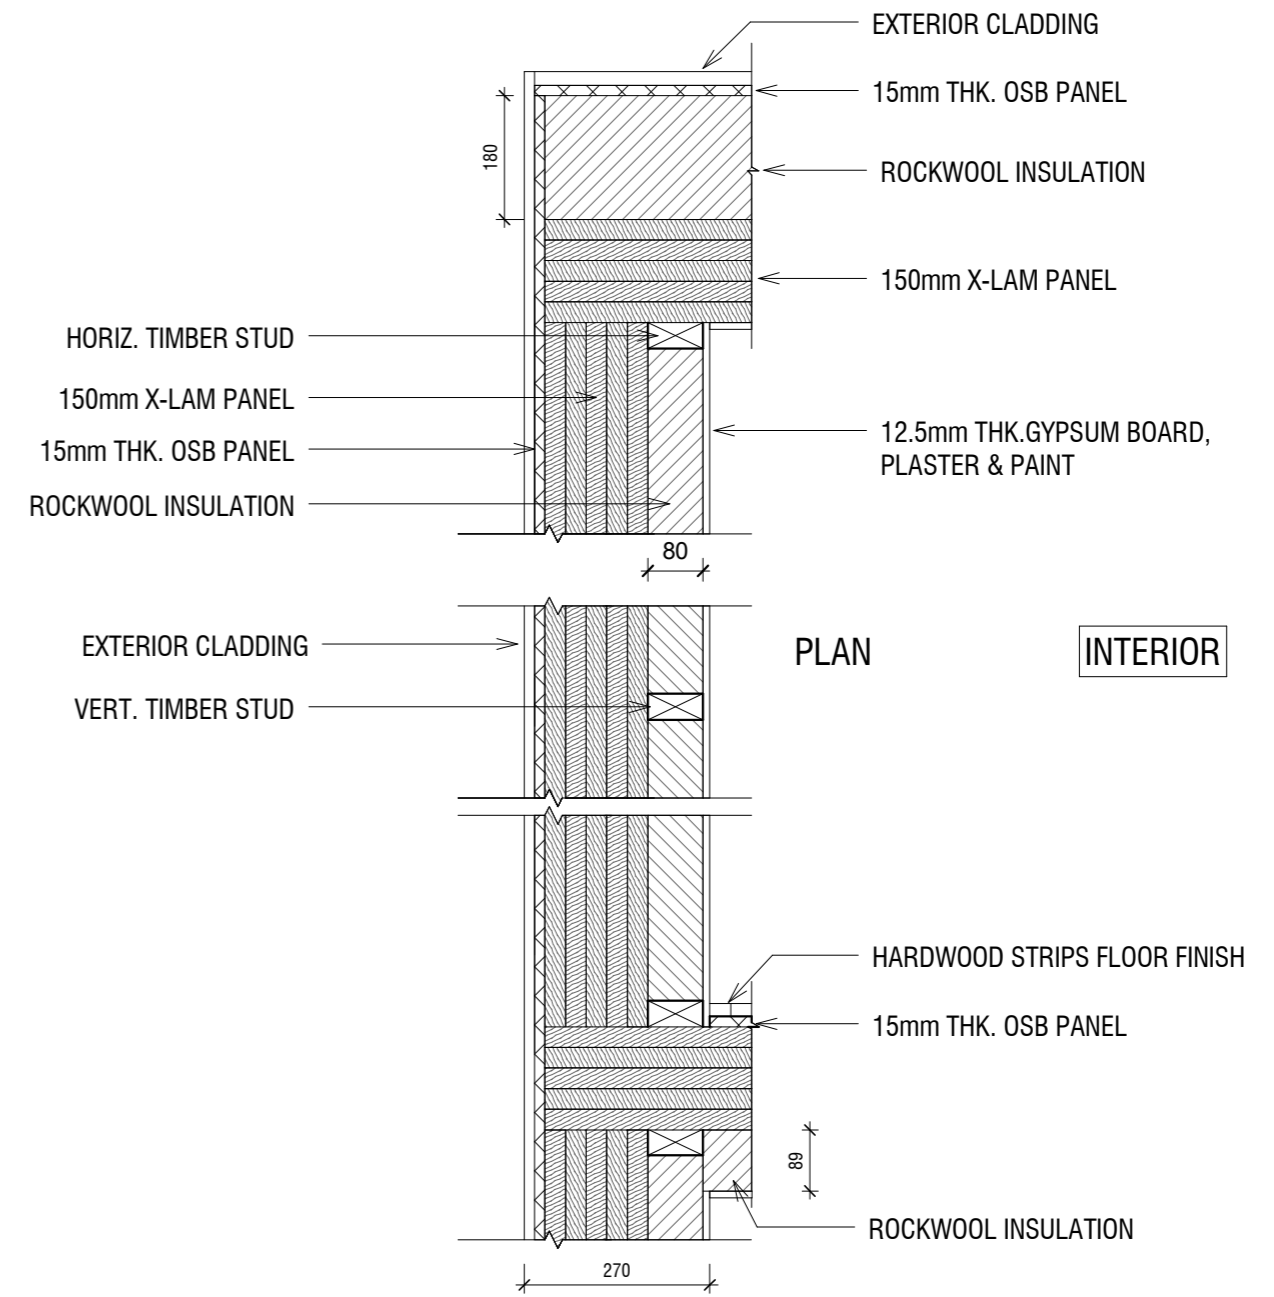 EXTERIOR CLADDING
15mm THK. OSB PANEL
180
ROCKWOOL INSULATION
150mm X-LAM PANEL
HORIZ. TIMBER STUD
150mm X-LAM PANEL
15mm THK. OSB PANEL
12.5mm THK.GYPSUM BOARD,
PLASTER & PAINT
ROCKWOOL INSULATION
80
EXTERIOR CLADDING
PLAN
INTERIOR
VERT. TIMBER STUD
HARDWOOD STRIPS FLOOR FINISH
15mm THK. OSB PANEL
89
ROCKWOOL INSULATION
270